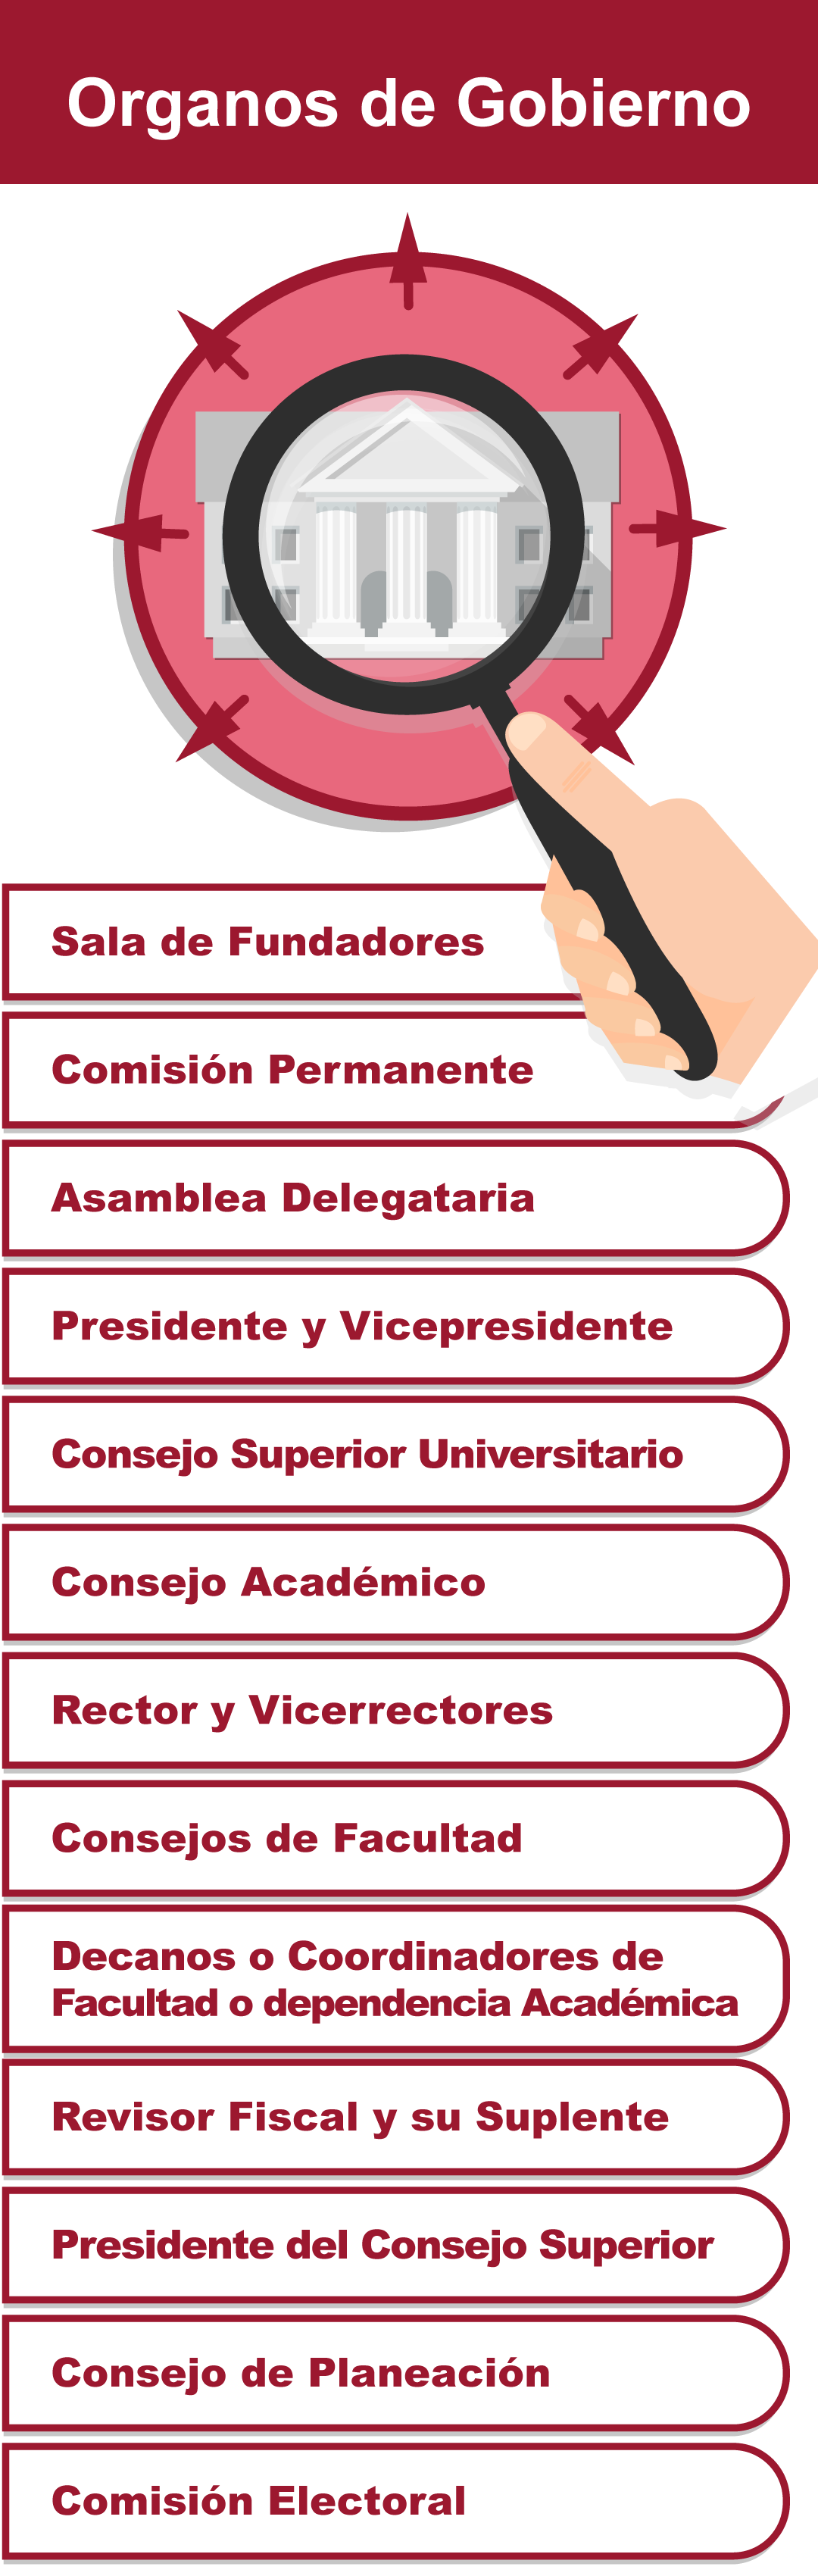 Organos de Gobierno
Sala de Fundadores
Comisión Permanente
Asamblea Delegataria
Presidente y Vicepresidente
Consejo Superior Universitario
Consejo Académico
Rector y Vicerrectores
Consejos de Facultad
Decanos o Coordinadores de
Facultad o dependencia Académica
Revisor Fiscal y su Suplente
Presidente del Consejo Superior
Consejo de Planeación
Comisión Electoral